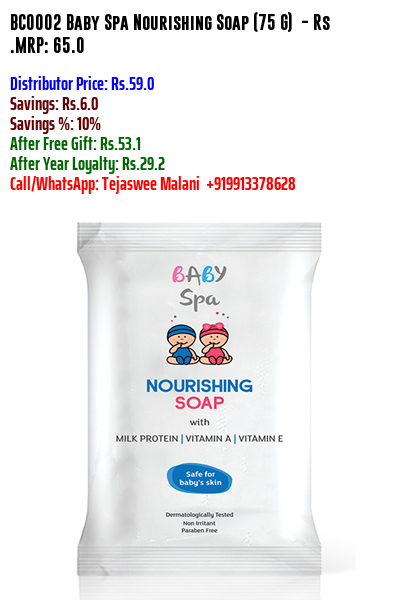 BC0002 Baby Spa Nourishing Soap (75 G) - Rs
.MRP: 65.0
Distributor Price: Rs.59.0
Savings: Rs.6.0
Savings %: 10%
After Free Gift: Rs.53.1
After Year Loyalty: Rs.29.2
Call/WhatsApp: Tejaswee Malani +919913378628
BABY
Spa
NOURISHING
SOAP
with
MILK PROTEIN | VITAMIN A | VITAMIN E
Safe for
baby's skin
Dermatologically Tested
Non Irritant
Paraben Free